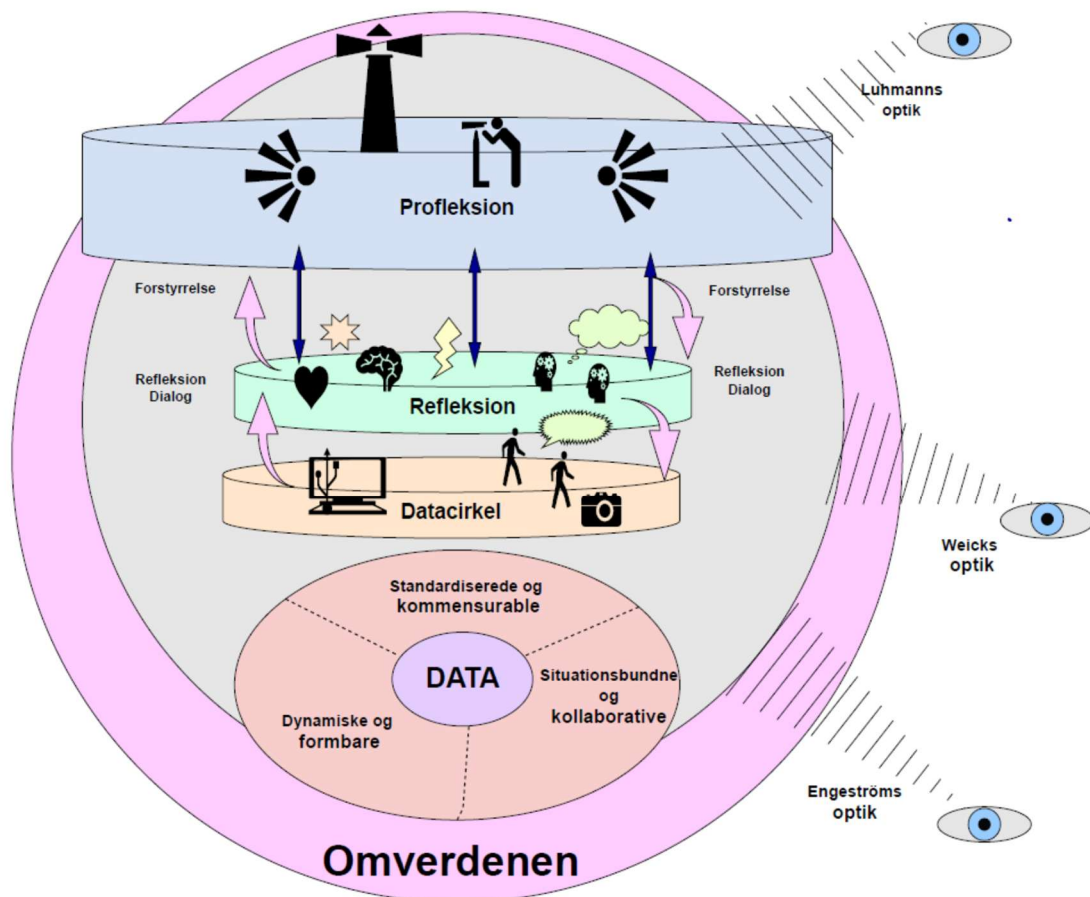 Luhmanns
optik
Profleksion
Forstyrrelse
Forstyrrelse
Refleksion
Dialog
Refleksion
Dialog
Refleksion
Datacirkel
Weicks
optik
Standardiserede og
kommensurable
DATA
Situationsbundne
og
kollaborative
Dynamiske og
formbare
Engeströms
optik
Omverdenen